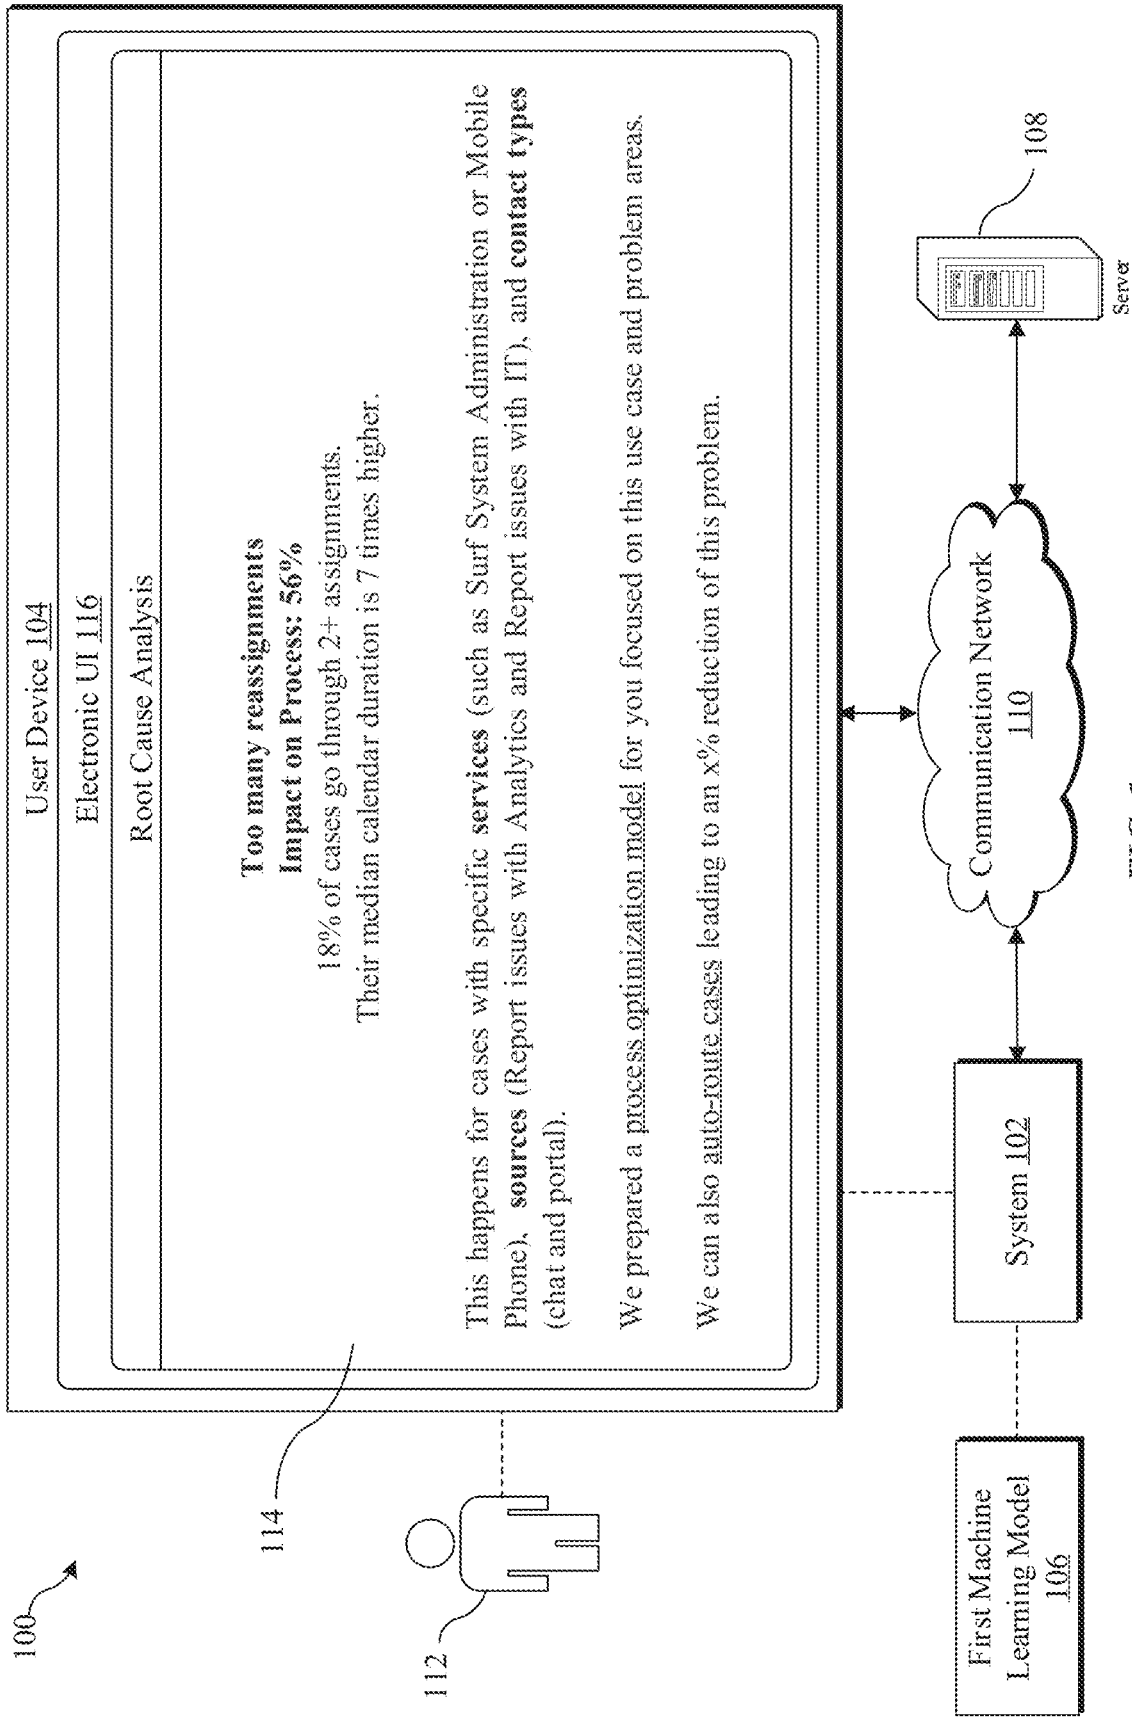 100
User Device 104
Electronic UI 116
Root Cause Analysis
Too many reassignments
Impact on Process: 56%
18% of cases go through 2+ assignments.
Their median calendar duration is 7 times higher.
This happens for cases with specific services (such as Surf System Administration or Mobile
Phone), sources (Report issues with Analytics and Report issues with IT), and contact types
(chat and portal).
We prepared a process optimization model for you focused on this use case and problem areas.
We can also auto-route cases leading to an x% reduction of this problem.
114
112
First Machine
Learning Model
106
System 102
Communication Network
110
108
Server